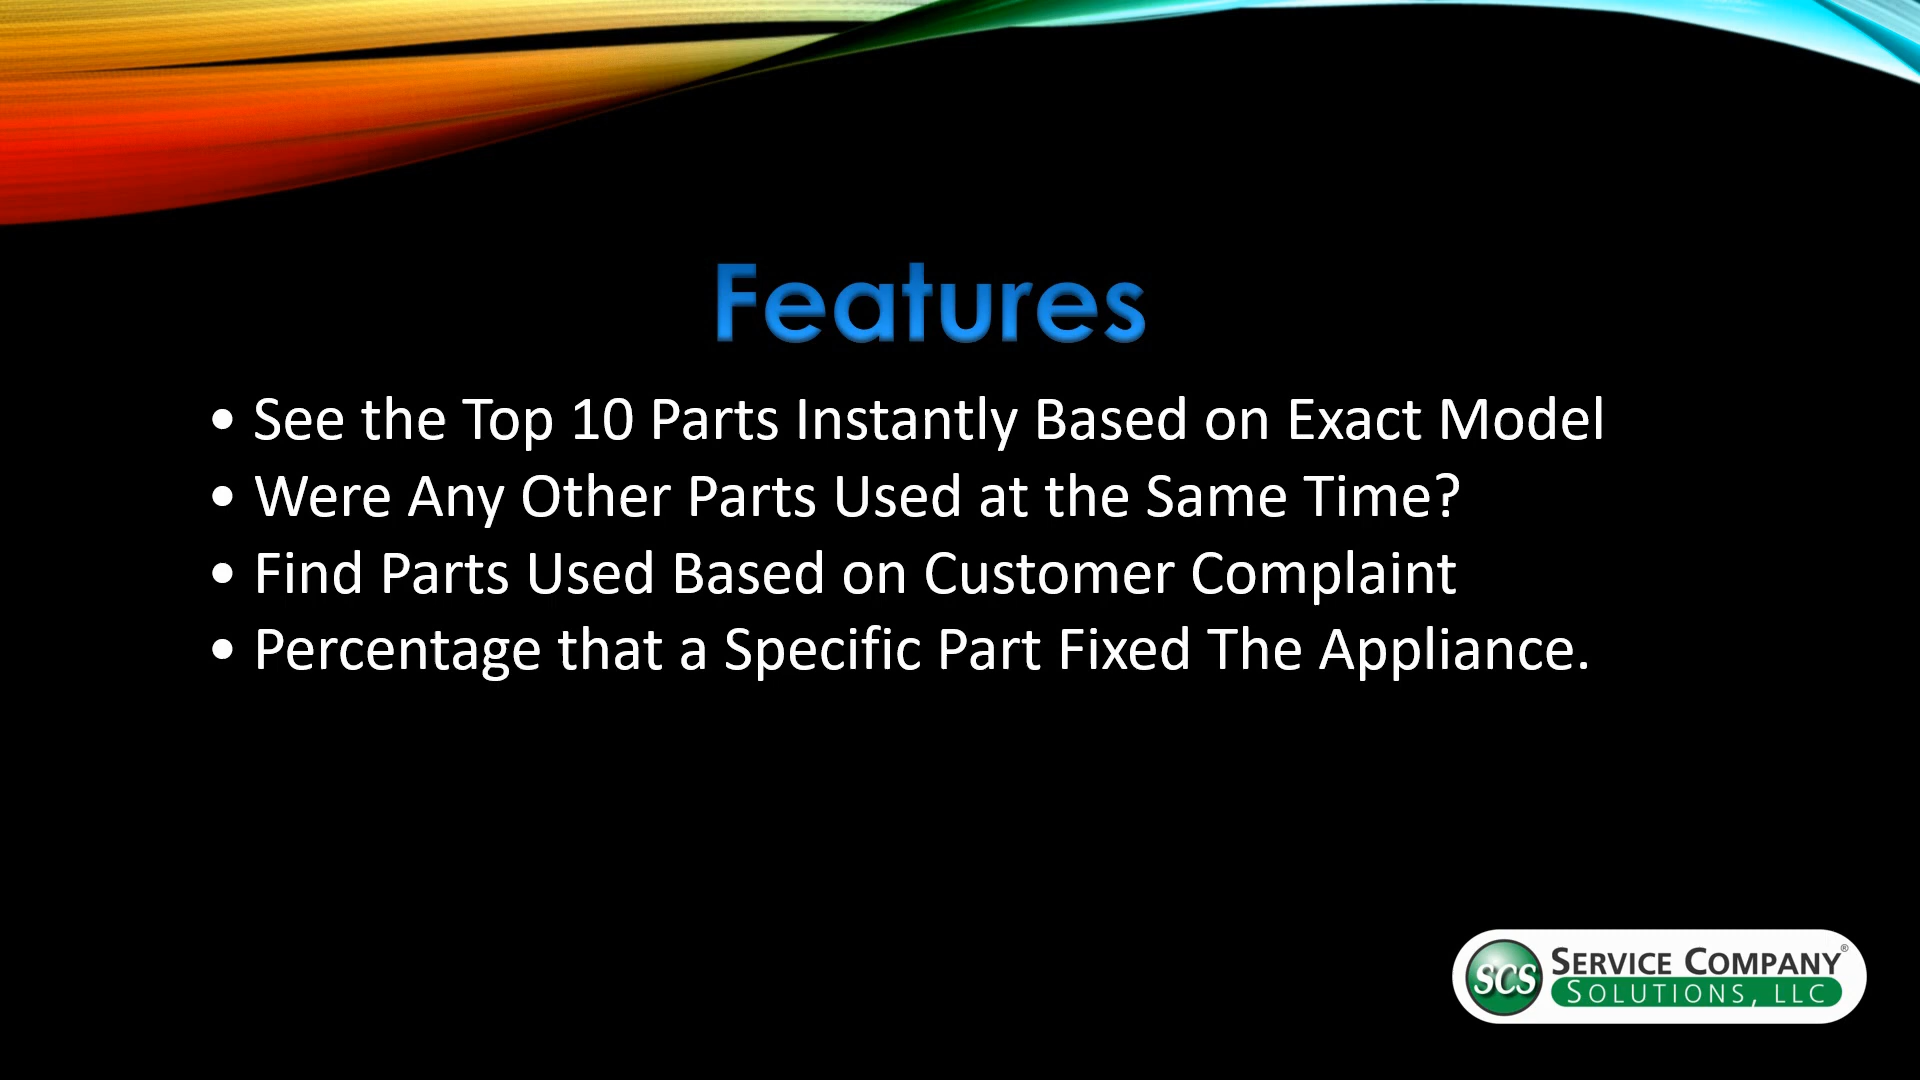 Features
• See the Top 10 Parts Instantly Based on Exact Model
• Were Any Other Parts Used at the Same Time?
• Find Parts Used Based on Customer Complaint
• Percentage that a Specific Part Fixed The Appliance.
SCS
SERVICE COMPANY®
SOLUTIONS, LLC